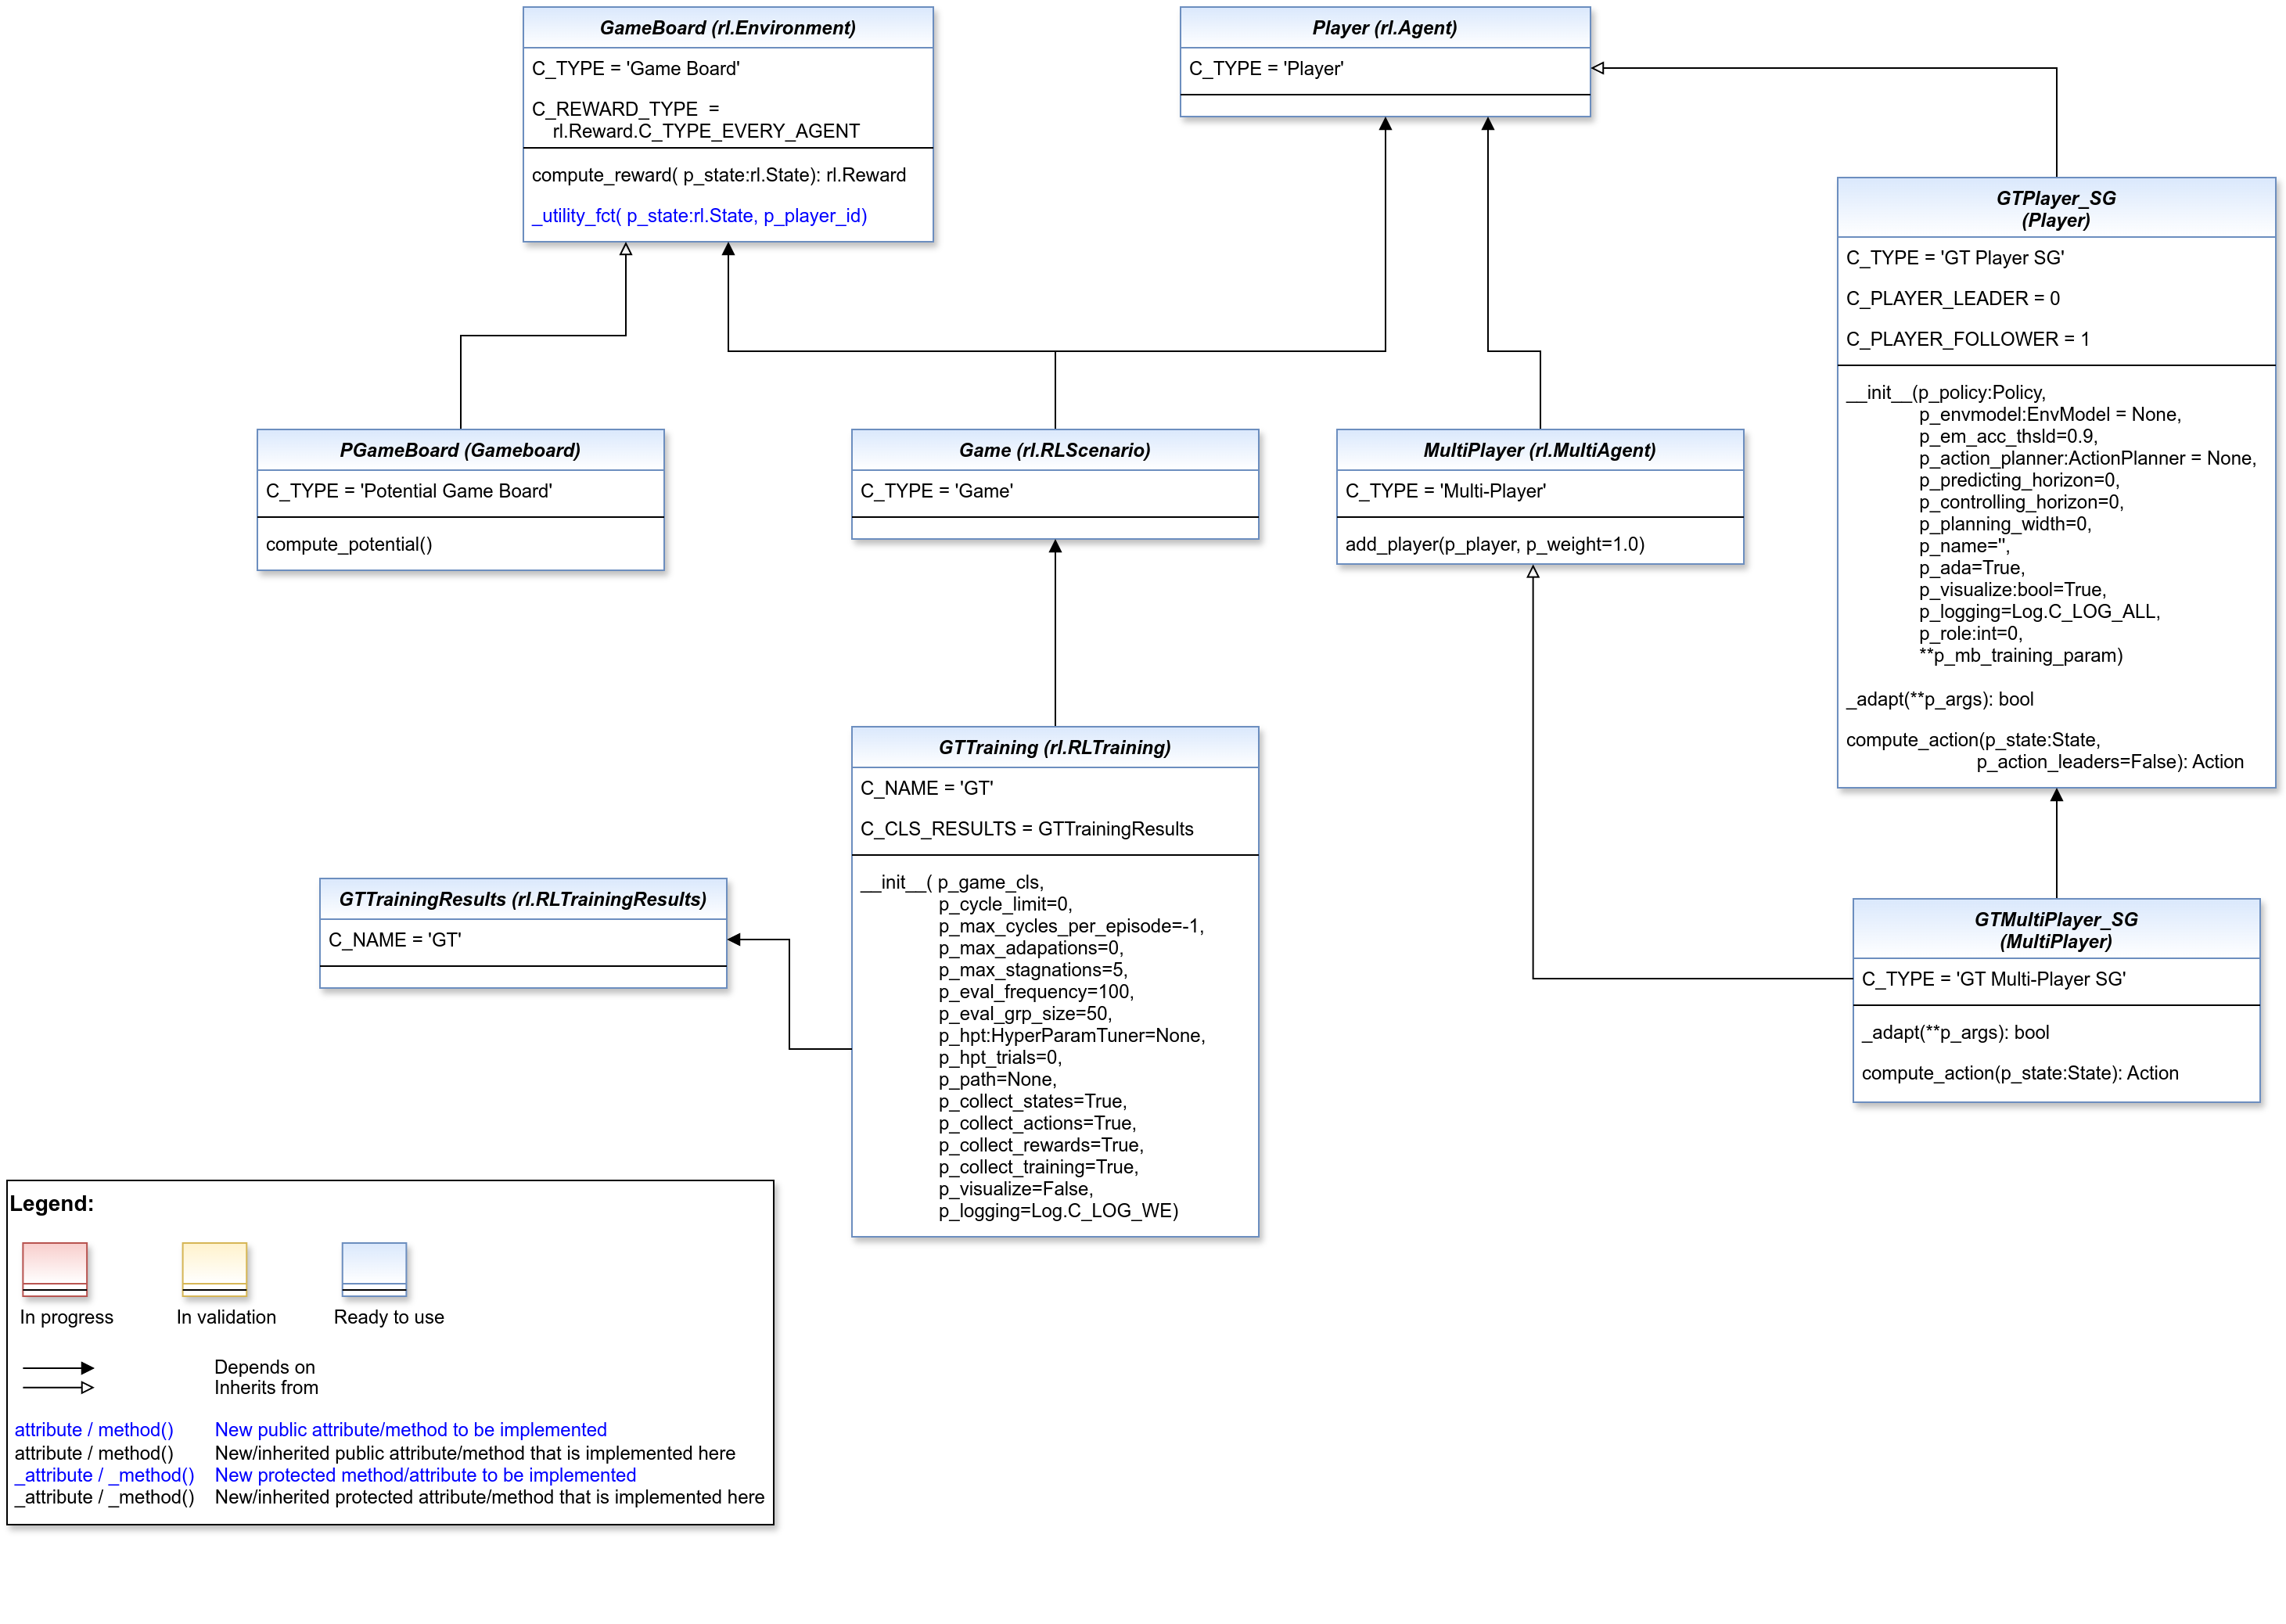 GameBoard (rl.Environment)
C_TYPE = 'Game Board'
C_REWARD_TYPE  =
rl.Reward.C_TYPE_EVERY_AGENT
compute_reward( p_state:rl.State): rl.Reward
_utility_fct( p_state:rl.State, p_player_id)
Player (rl.Agent)
C_TYPE = 'Player'
GTPlayer_SG
(Player)
C_TYPE = 'GT Player SG'
C_PLAYER_LEADER = 0
C_PLAYER_FOLLOWER = 1
__init__(p_policy:Policy,
p_envmodel:EnvModel = None,
p_em_acc_thsld=0.9,
p_action_planner:ActionPlanner = None,
p_predicting_horizon=0,
p_controlling_horizon=0,
p_planning_width=0,
p_name='',
p_ada=True,
p_visualize:bool=True,
p_logging=Log.C_LOG_ALL,
p_role:int=0,
**p_mb_training_param)
_adapt(**p_args): bool
compute_action(p_state:State,
p_action_leaders=False): Action
PGameBoard (Gameboard)
C_TYPE = 'Potential Game Board'
compute_potential()
Game (rl.RLScenario)
C_TYPE = 'Game'
MultiPlayer (rl.MultiAgent)
C_TYPE = 'Multi-Player'
add_player(p_player, p_weight=1.0)
GTTraining (rl.RLTraining)
C_NAME = 'GT'
C_CLS_RESULTS = GTTrainingResults
__init__( p_game_cls,
p_cycle_limit=0,
p_max_cycles_per_episode=-1,
p_max_adapations=0,
p_max_stagnations=5,
p_eval_frequency=100,
p_eval_grp_size=50,
p_hpt:HyperParamTuner=None,
p_hpt_trials=0,
p_path=None,
p_collect_states=True,
p_collect_actions=True,
p_collect_rewards=True,
p_collect_training=True,
p_visualize=False,
p_logging=Log.C_LOG_WE)
GTTrainingResults (rl.RLTrainingResults)
C_NAME = 'GT'
GTMultiPlayer_SG
(MultiPlayer)
C_TYPE = 'GT Multi-Player SG'
_adapt(**p_args): bool
compute_action(p_state:State): Action
Legend:
In progress
In validation
Ready to use
Depends on
Inherits from
attribute / method() New public attribute/method to be implemented
attribute / method() New/inherited public attribute/method that is implemented here
_attribute / _method() New protected method/attribute to be implemented
_attribute / _method() New/inherited protected attribute/method that is implemented here